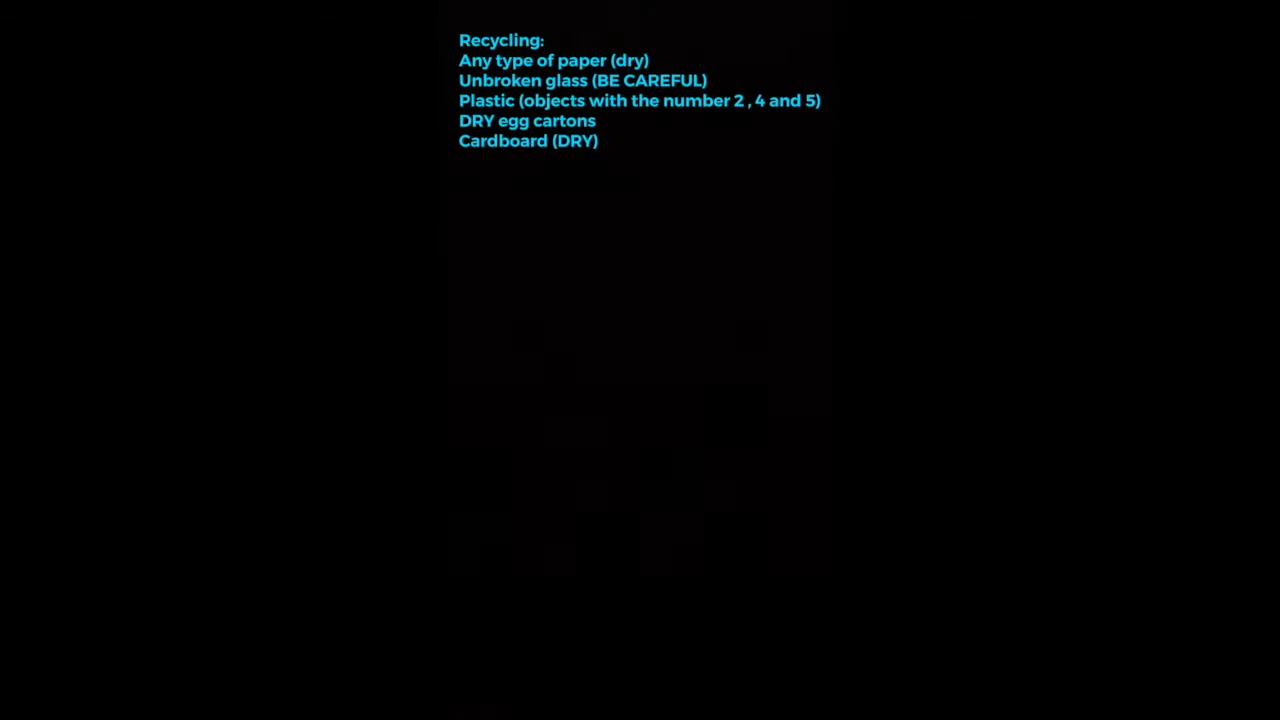 Recycling:
Any type of paper (dry)
Unbroken glass (BE CAREFUL)
Plastic (objects with the number 2 , 4 and 5)
DRY egg cartons
Cardboard (DRY)